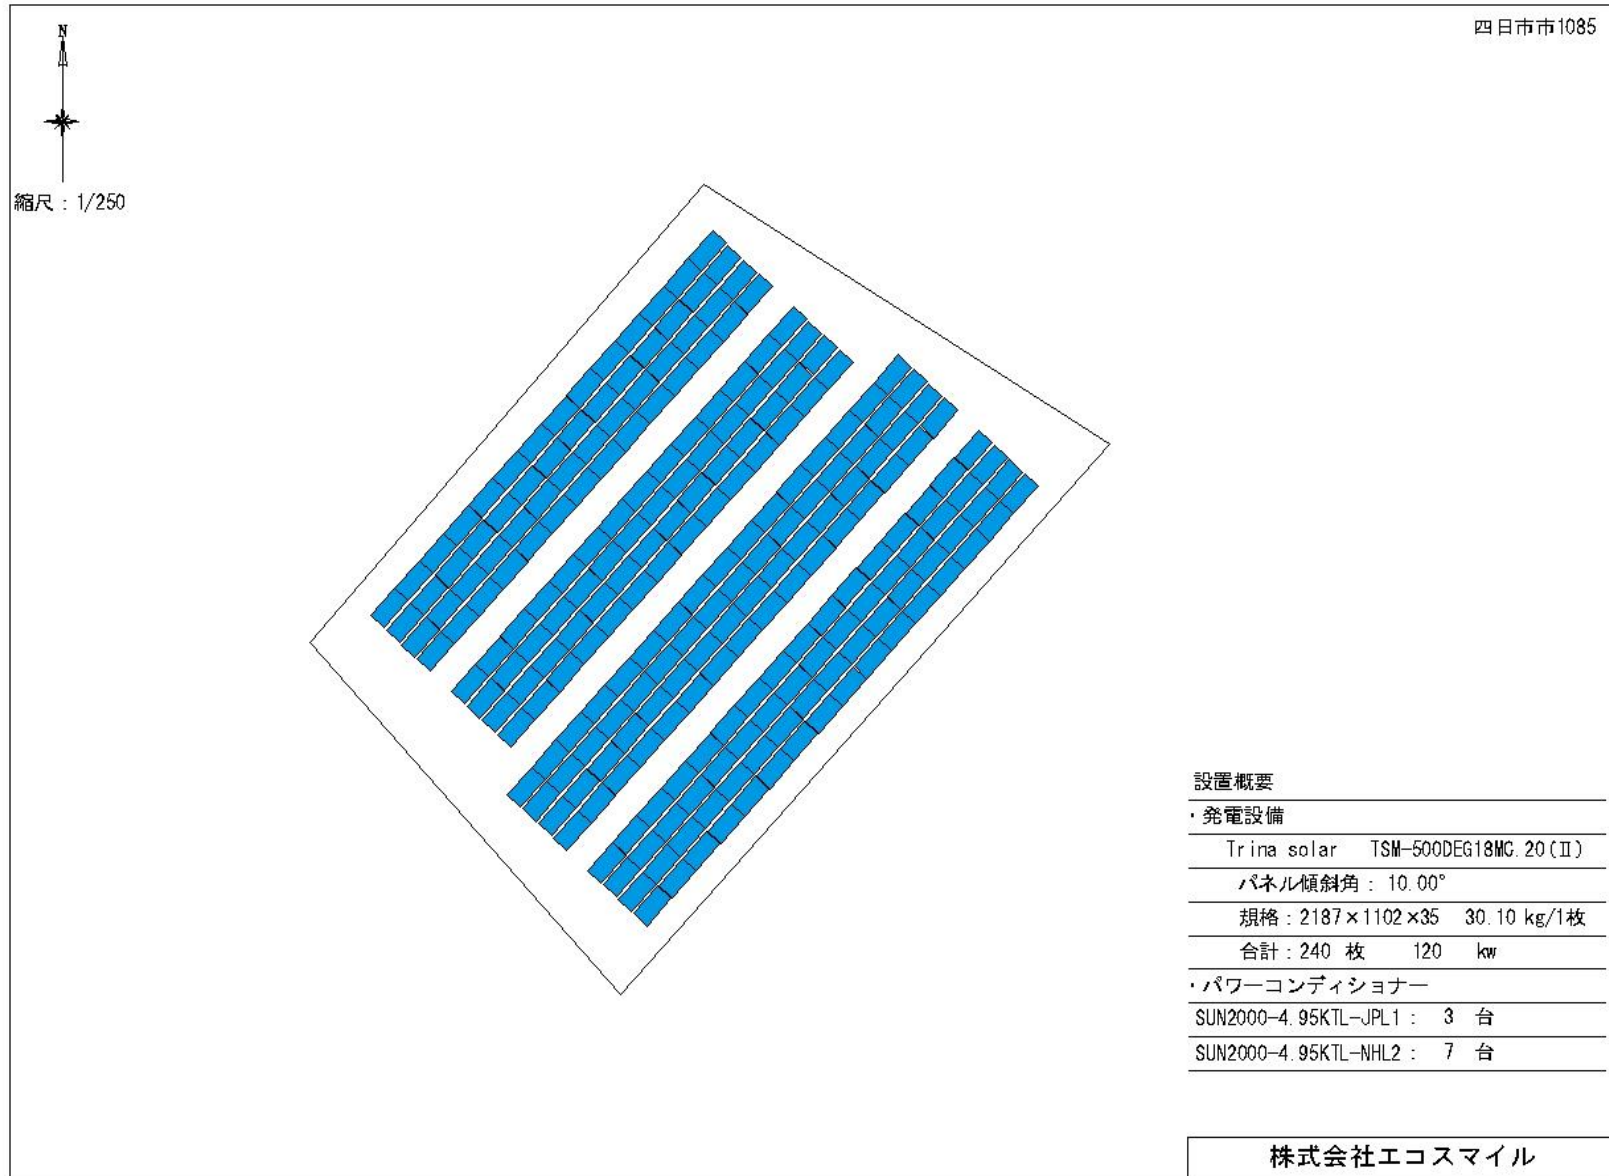 四日市市1085
N
縮尺：1/250
設置概要
・発電設備
Trina solar TSM-500DEG18MC.20(Ⅱ)
パネル傾斜角：10.00°
規格：2187×1102×35 30.10 kg/1枚
合計：240 枚 120 kw
・パワーコンディショナー
SUN2000-4.95KTL-JPL1： 3 台
SUN2000-4.95KTL-NHL2： 7 台
株式会社エコスマイル